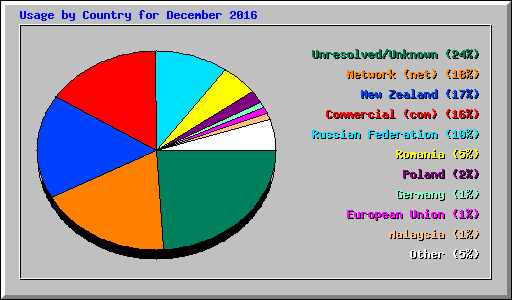 Usage by Country for December 2016
Unresolved/Unknown (24%)
Network (net) (18%)
New Zealand (17%)
Commercial (com) (16%)
Russian Federation (10%)
Romania (5%)
Poland (2%)
Germany (1%)
European Union (1%)
Malaysia (1%)
Other (5%)